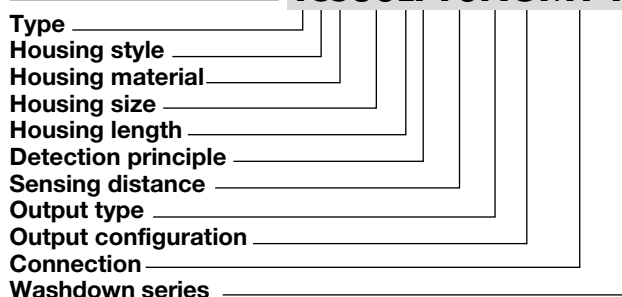 Type
Housing style
Housing material
Housing size
Housing length
Detection principle
Sensing distance
Output type
Output configuration
Connection
Washdown series